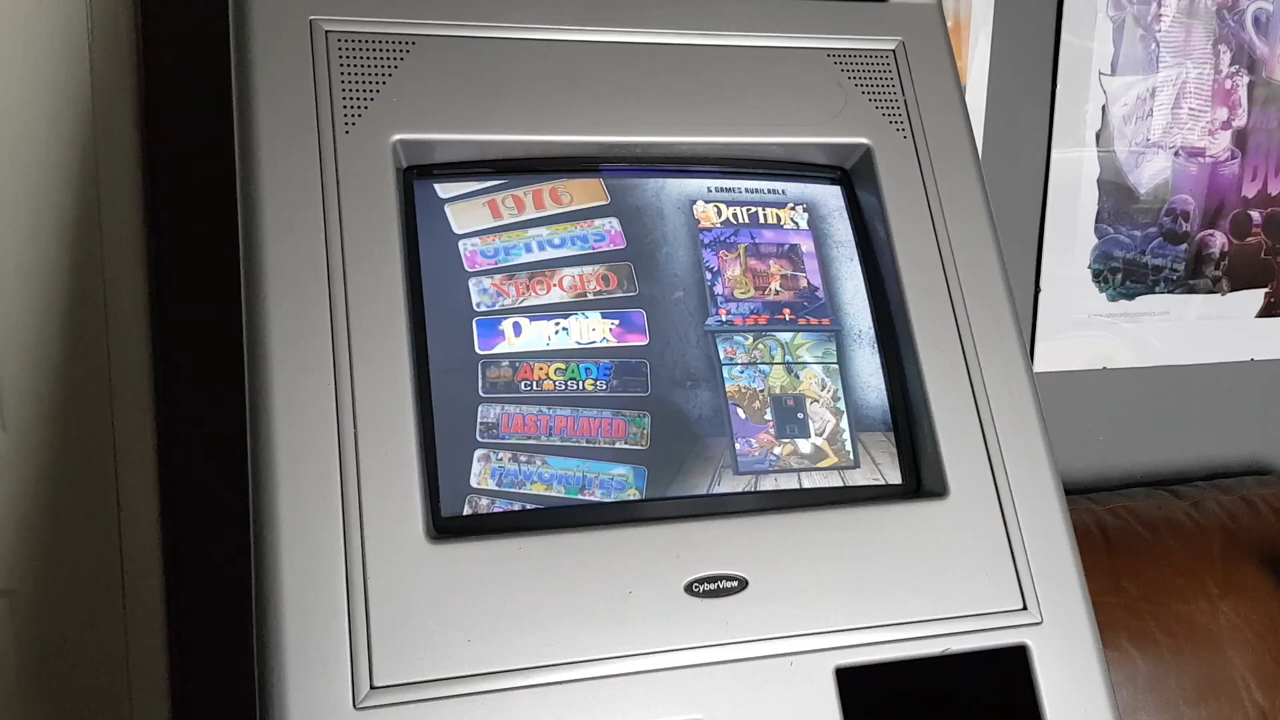 1976
OPTIONS
NEO·GEO
DAPHNE
ARCADE
CLASSICS
LAST PLAYED
FAVORITES
5 GAMES AVAILABLE
DAPHNE
CyberView